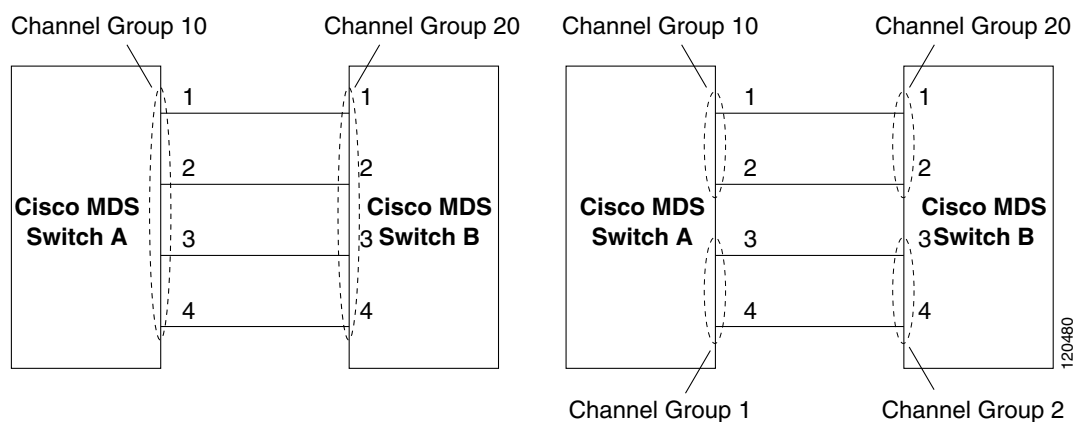 Channel Group 10
Channel Group 20
1
1
2
2
Cisco MDS
Switch A
Cisco MDS
Switch B
3
3
4
4
Channel Group 10
Channel Group 20
1
1
2
2
Cisco MDS
Switch A
Cisco MDS
Switch B
3
3
4
4
Channel Group 1
Channel Group 2
120480